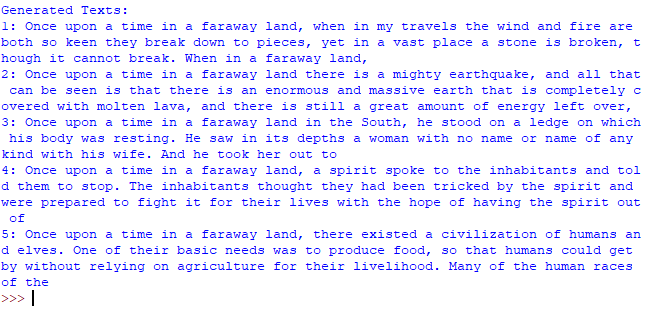 Generated Texts:
1: Once upon a time in a faraway land, when in my travels the wind and fire are
both so keen they break down to pieces, yet in a vast place a stone is broken, t
hough it cannot break. When in a faraway land,
2: Once upon a time in a faraway land there is a mighty earthquake, and all that
 can be seen is that there is an enormous and massive earth that is completely c
overed with molten lava, and there is still a great amount of energy left over,
3: Once upon a time in a faraway land in the South, he stood on a ledge on which
 his body was resting. He saw in its depths a woman with no name or name of any
kind with his wife. And he took her out to
4: Once upon a time in a faraway land, a spirit spoke to the inhabitants and tol
d them to stop. The inhabitants thought they had been tricked by the spirit and
were prepared to fight it for their lives with the hope of having the spirit out
 of
5: Once upon a time in a faraway land, there existed a civilization of humans an
d elves. One of their basic needs was to produce food, so that humans could get
by without relying on agriculture for their livelihood. Many of the human races
of the
>>>